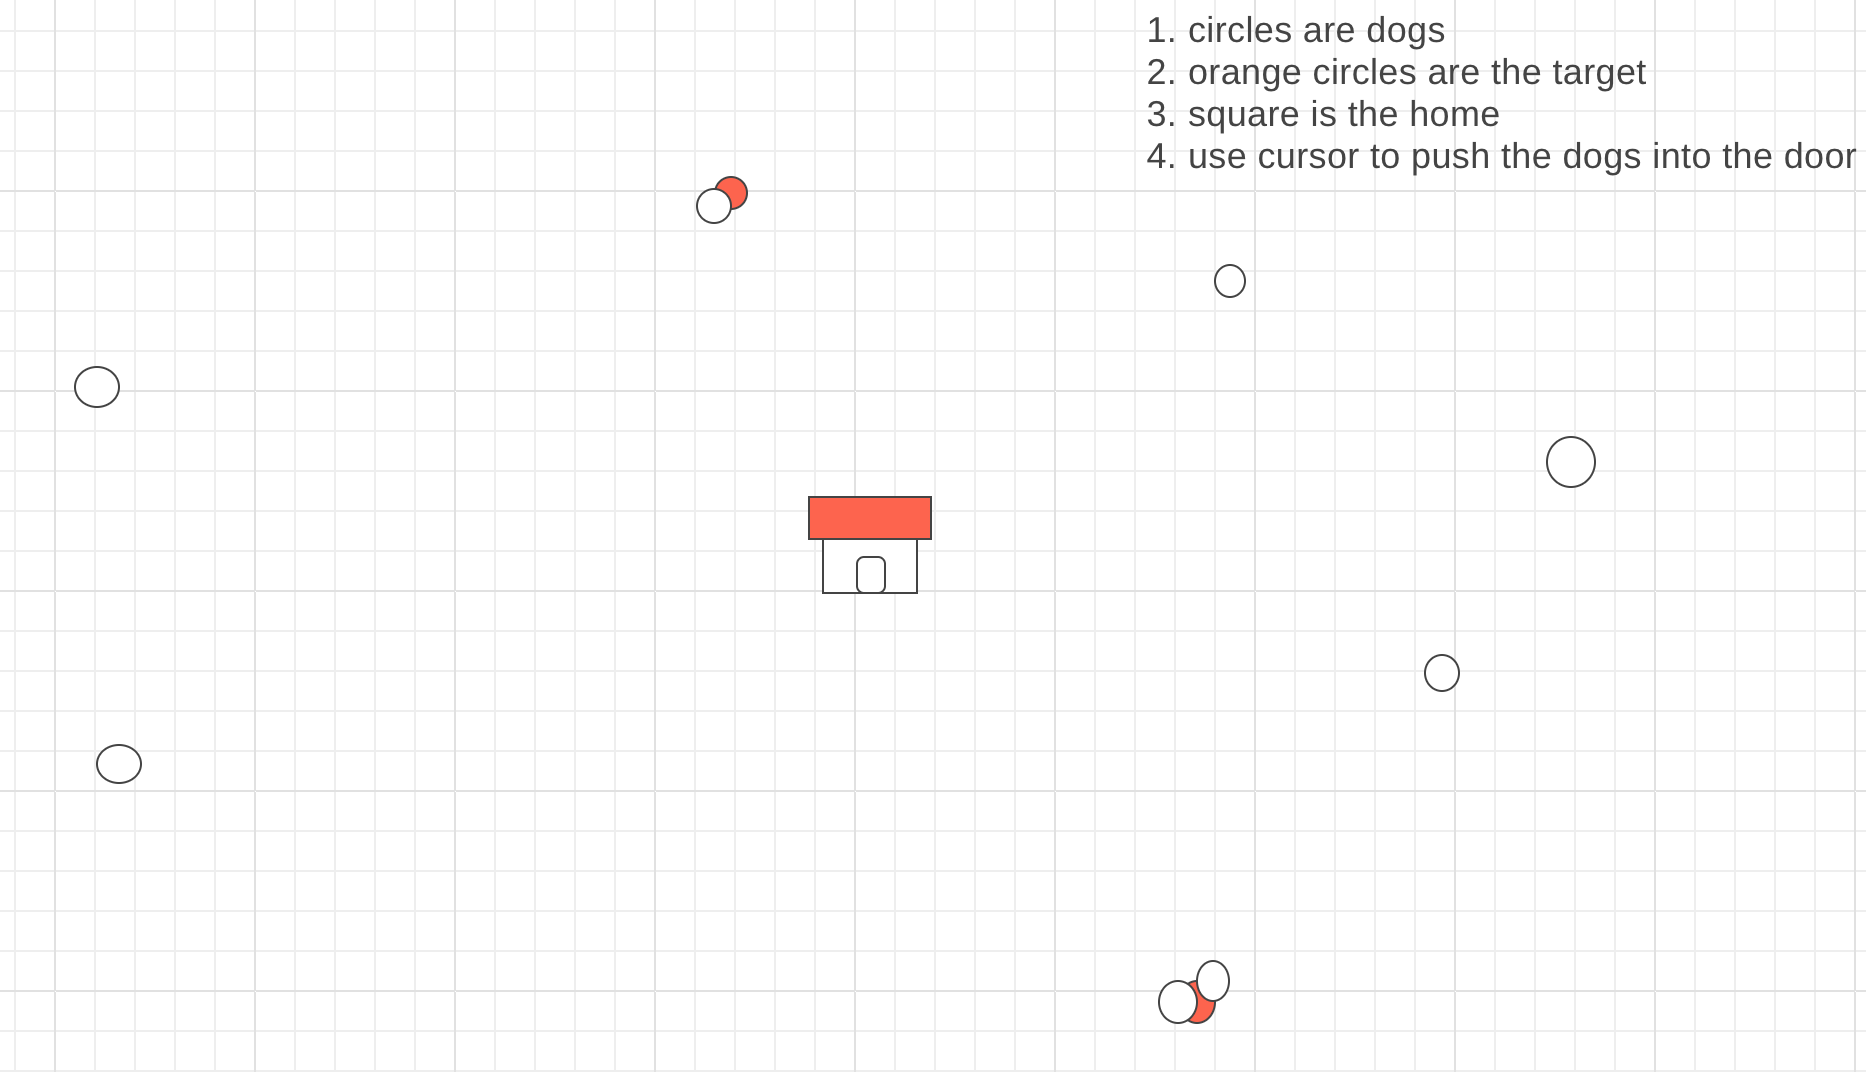 1. circles are dogs
2. orange circles are the target
3. square is the home
4. use cursor to push the dogs into the door